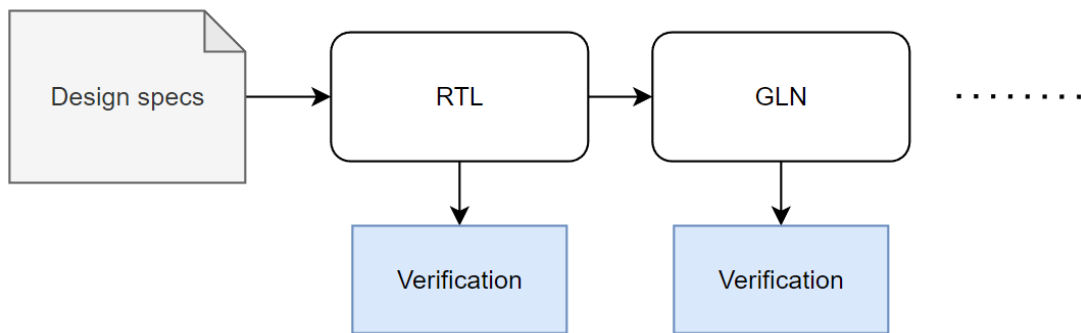 Design specs
RTL
GLN
Verification
Verification